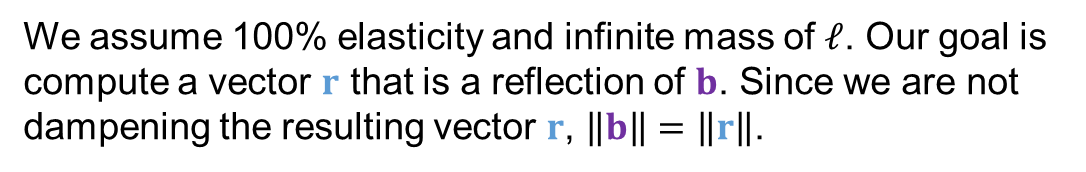 We assume 100% elasticity and infinite mass of ℓ. Our goal is
compute a vector r that is a reflection of b. Since we are not
dampening the resulting vector r, ‖b‖ = ‖r‖.